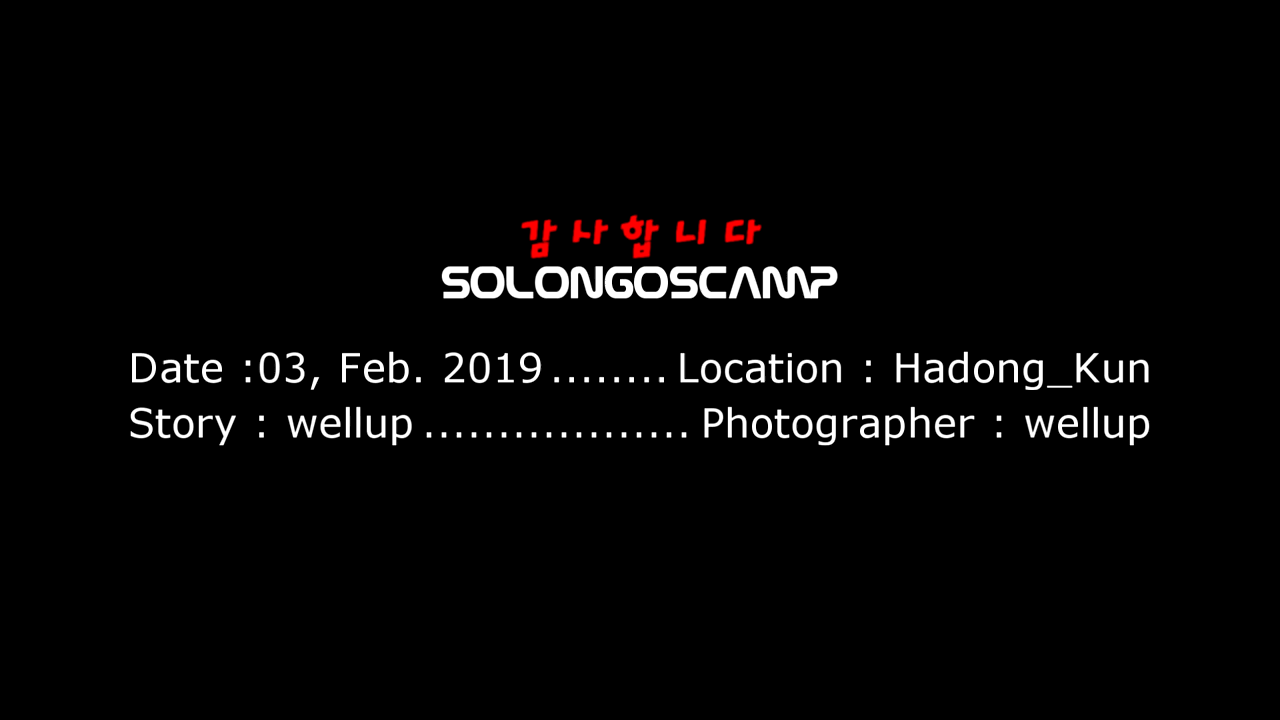 감사합니다
SOLONGOSCAMP
Date :03, Feb. 2019 ........ Location : Hadong_Kun
Story : wellup .................. Photographer : wellup